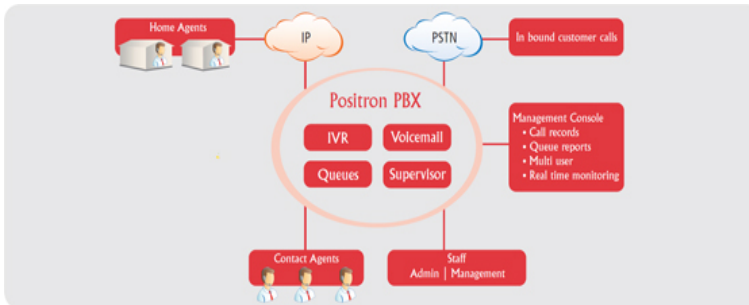 Home Agents
IP
PSTN
In bound customer calls
Positron PBX
IVR
Voicemail
Queues
Supervisor
Management Console
• Call records
• Queue reports
• Multi user
• Real time monitoring
Contact Agents
Staff
Admin | Management